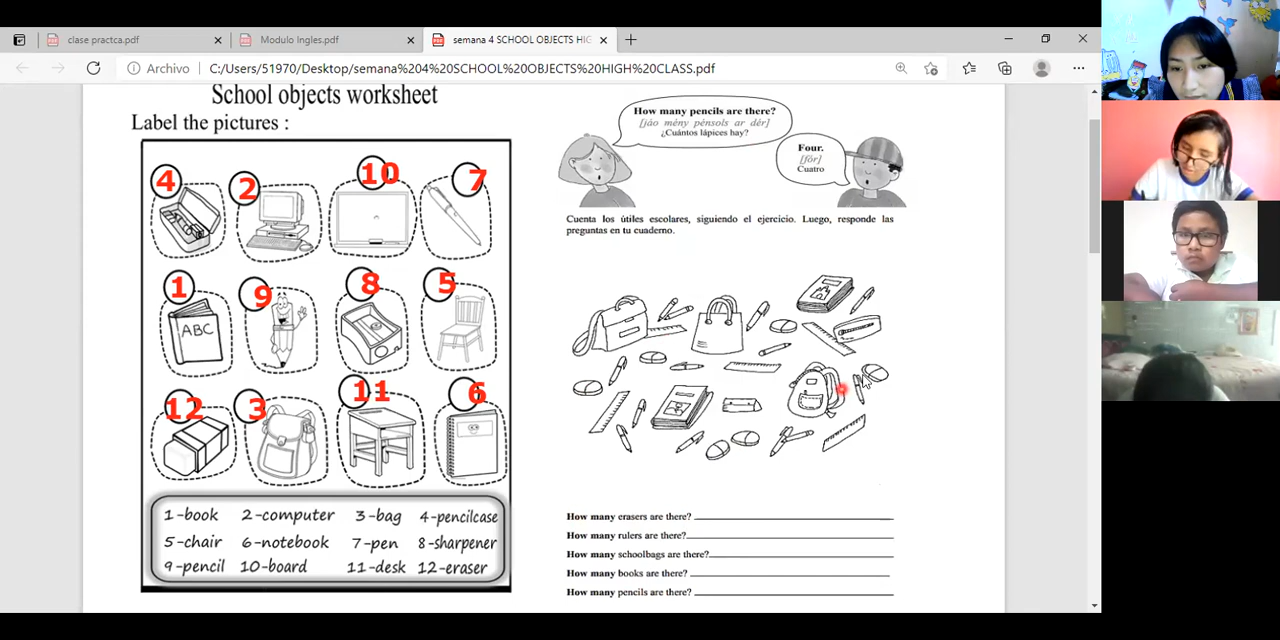 clase practca.pdf
Modulo Ingles.pdf
semana 4 SCHOOL OBJECTS HIG
Archivo
C:/Users/51970/Desktop/semana%204%20SCHOOL%20OBJECTS%20HIGH%20CLASS.pdf
School objects worksheet
Label the pictures :
4
2
10
7
1
ABC
9
8
5
12
3
11
6
1-book 2-computer 3-bag 4-pencilcase
5-chair 6-notebook 7-pen 8-sharpener
9-pencil 10-board 11-desk 12-eraser
How many pencils are there?
[jáo mény pénsols ar dér]
¿Cuántos lápices hay?
Four.
[fór]
Cuatro
Cuenta los útiles escolares, siguiendo el ejercicio. Luego, responde las
preguntas en tu cuaderno.
How many erasers are there?
How many rulers are there?
How many schoolbags are there?
How many books are there?
How many pencils are there?